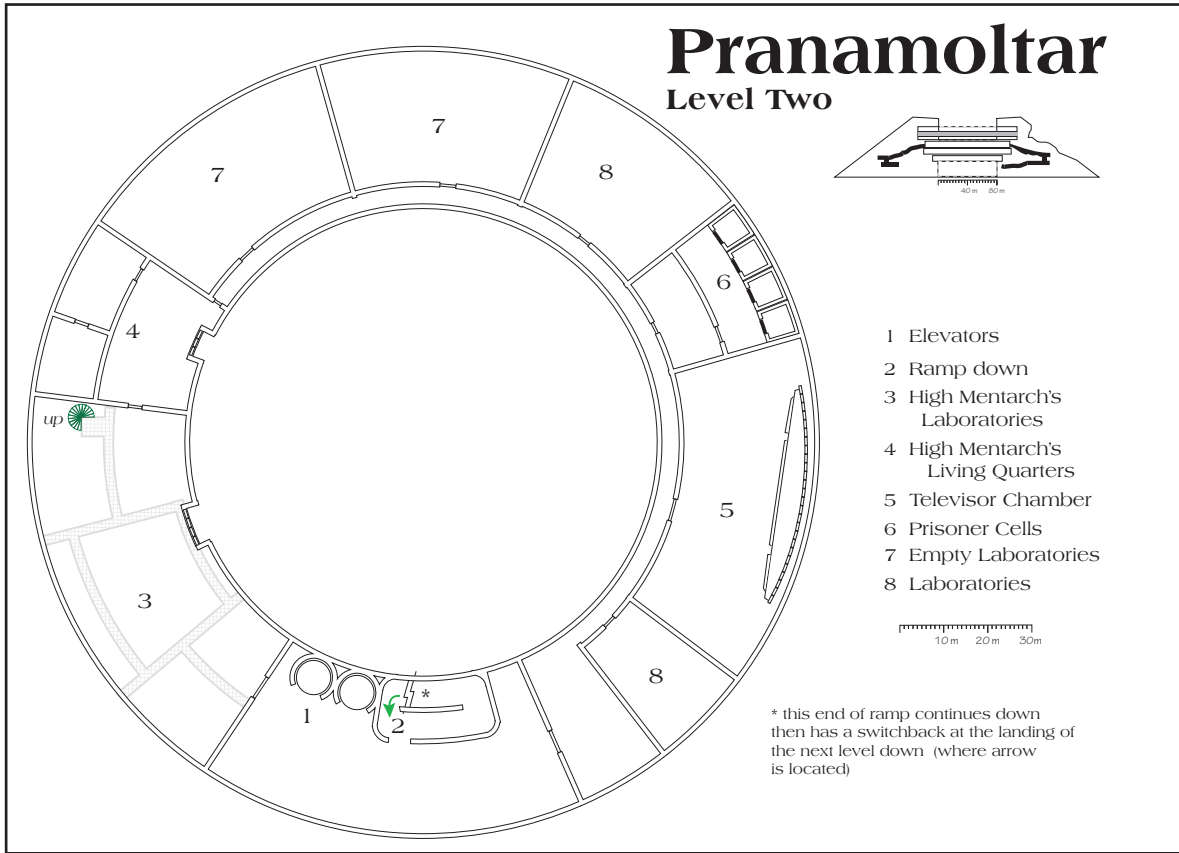 Pranamoltar
Level Two
40 m 80 m
7
7
8
6
4
up
5
3
8
1
2
*
1 Elevators
2 Ramp down
3 High Mentarch's
Laboratories
4 High Mentarch's
Living Quarters
5 Televisor Chamber
6 Prisoner Cells
7 Empty Laboratories
8 Laboratories
10 m 20 m 30m
* this end of ramp continues down
then has a switchback at the landing of
the next level down (where arrow
is located)